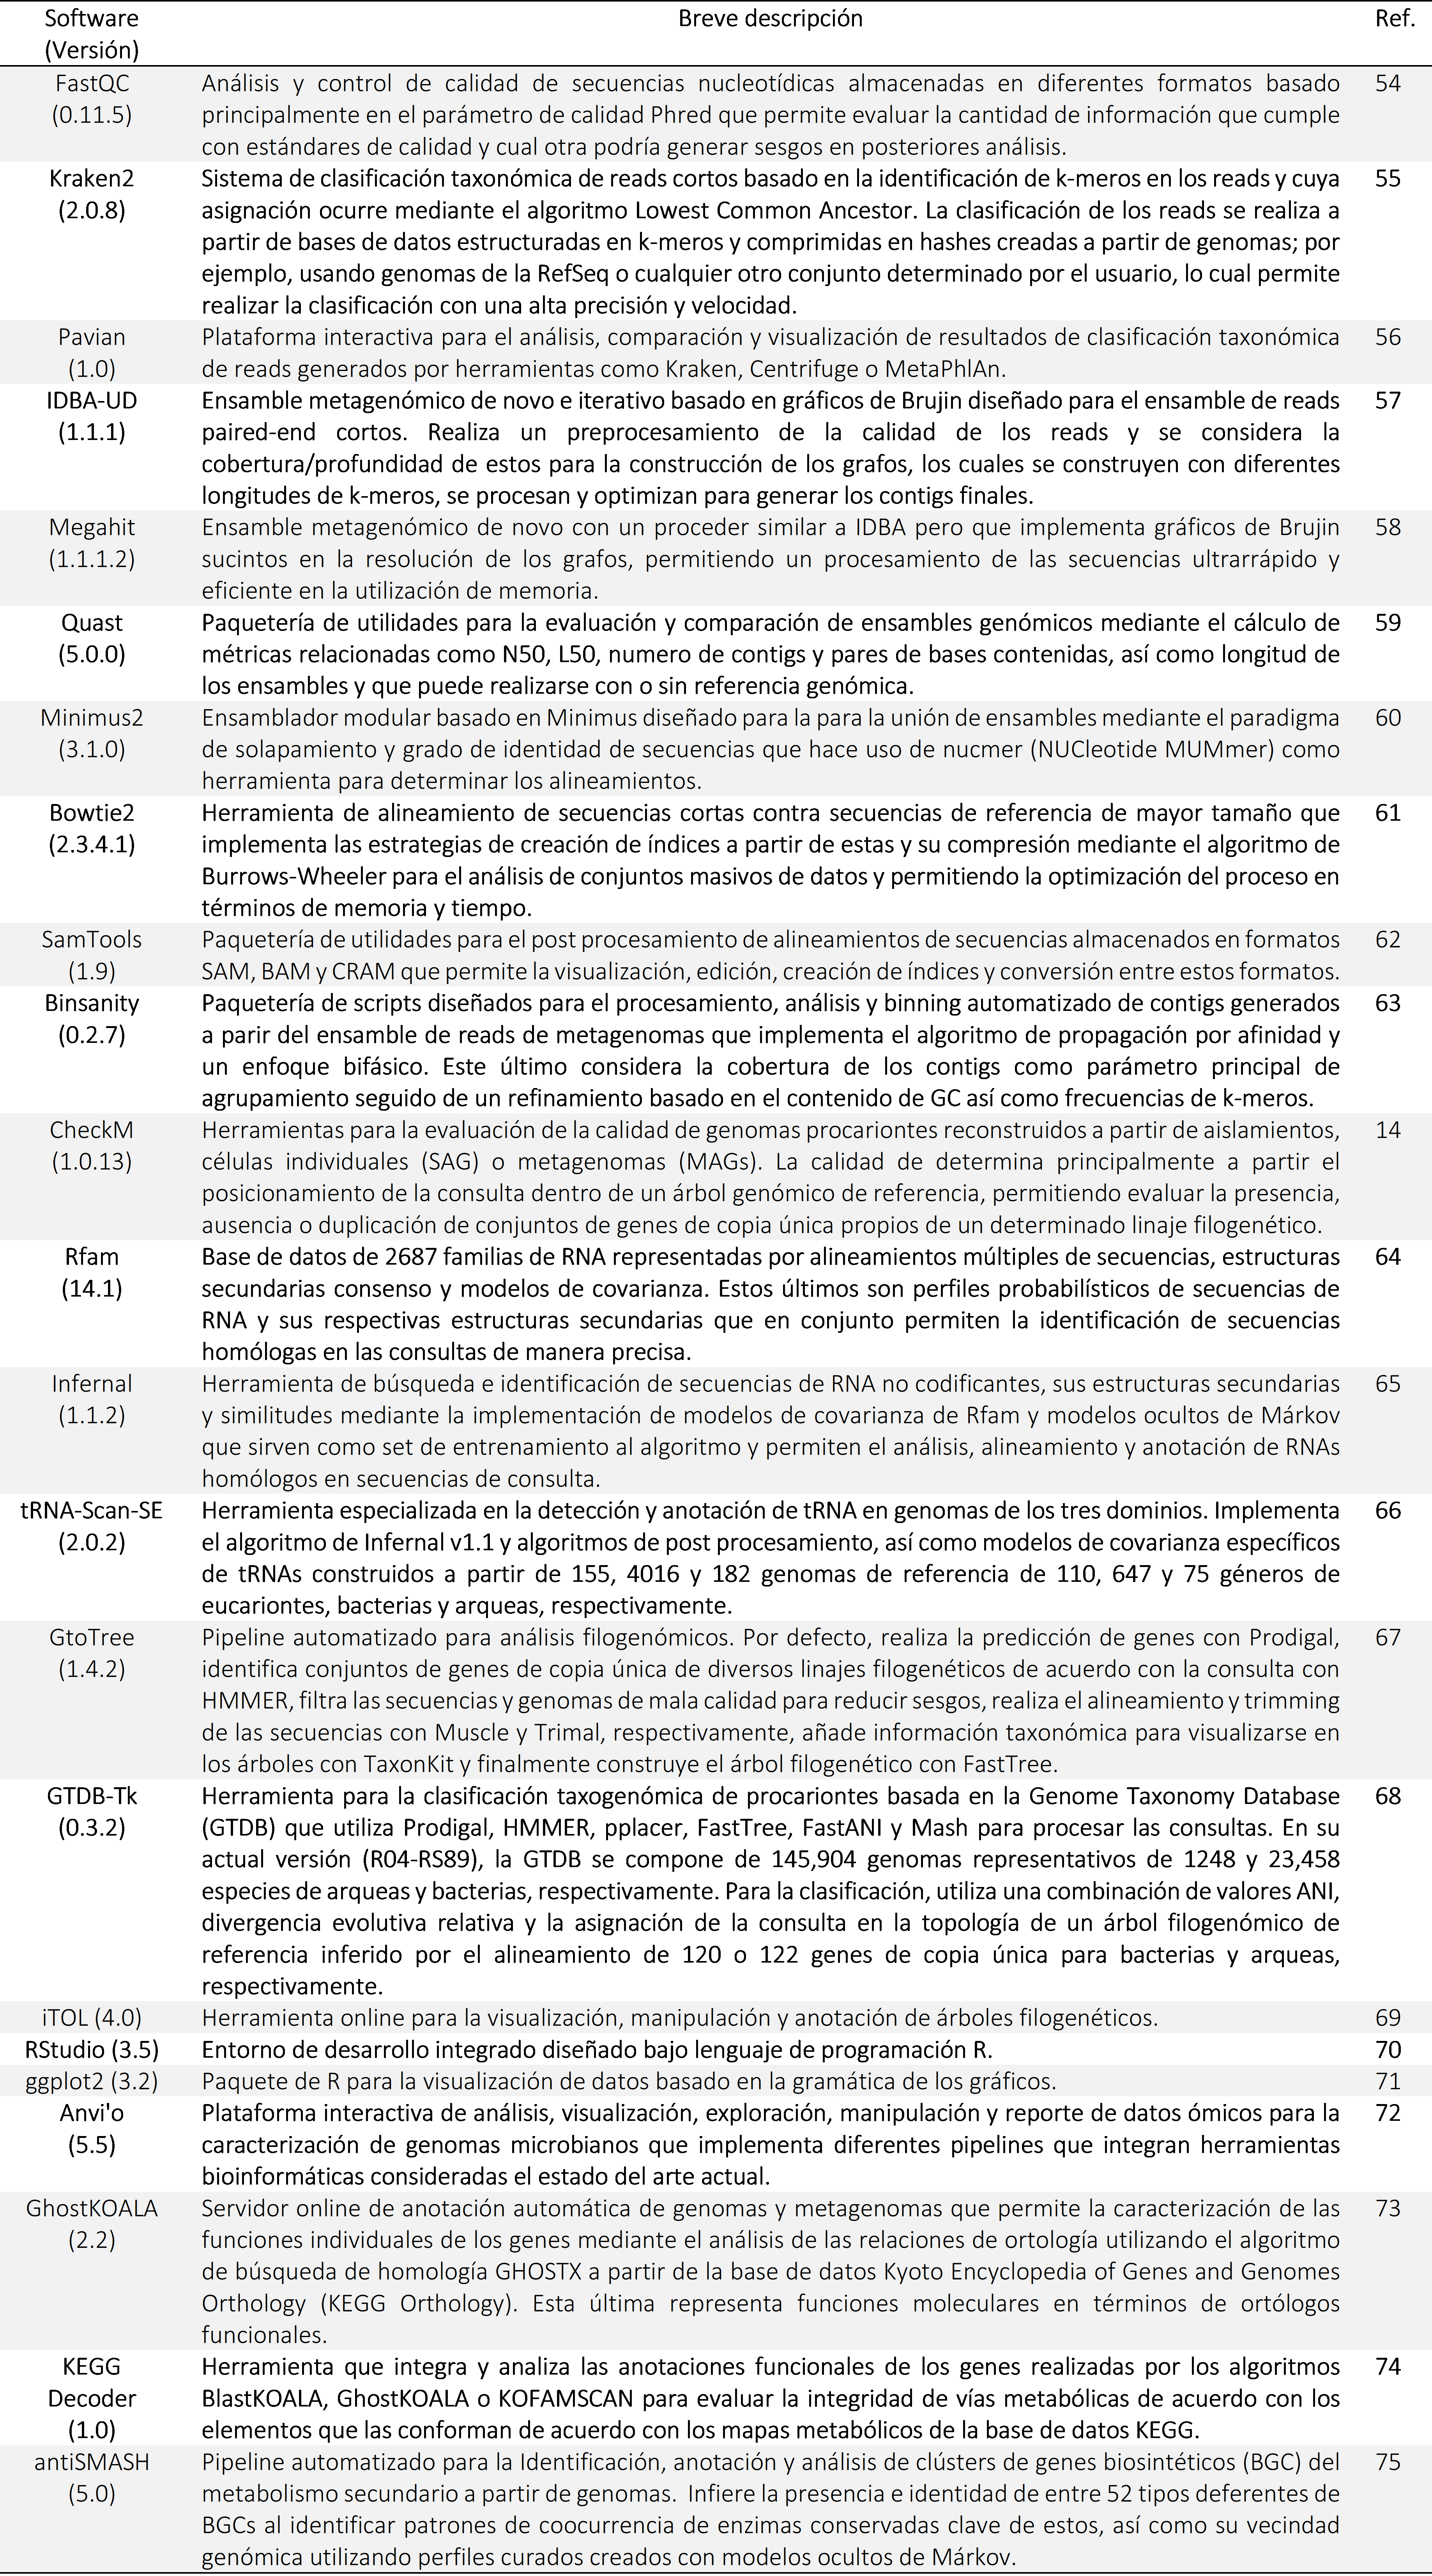 Software Breve descripción Ref.
(Versión)
FastQC Análisis y control de calidad de secuencias nucleotídicas almacenadas en diferentes formatos basado 54
(0.11.5) principalmente en el parámetro de calidad Phred que permite evaluar la cantidad de información que cumple
con estándares de calidad y cual otra podría generar sesgos en posteriores análisis.
Kraken2 Sistema de clasificación taxonómica de reads cortos basado en la identificación de k-meros en los reads y cuya 55
(2.0.8) asignación ocurre mediante el algoritmo Lowest Common Ancestor. La clasificación de los reads se realiza a
partir de bases de datos estructuradas en k-meros y comprimidas en hashes creadas a partir de genomas; por
ejemplo, usando genomas de la RefSeq o cualquier otro conjunto determinado por el usuario, lo cual permite
realizar la clasificación con una alta precisión y velocidad.
Pavian Plataforma interactiva para el análisis, comparación y visualización de resultados de clasificación taxonómica 56
(1.0) de reads generados por herramientas como Kraken, Centrifuge o MetaPhlAn.
IDBA-UD Ensamble metagenómico de novo e iterativo basado en gráficos de Brujin diseñado para el ensamble de reads 57
(1.1.1) paired-end cortos. Realiza un preprocesamiento de la calidad de los reads y se considera la
cobertura/profundidad de estos para la construcción de los grafos, los cuales se construyen con diferentes
longitudes de k-meros, se procesan y optimizan para generar los contigs finales.
Megahit Ensamble metagenómico de novo con un proceder similar a IDBA pero que implementa gráficos de Brujin 58
(1.1.1.2) sucintos en la resolución de los grafos, permitiendo un procesamiento de las secuencias ultrarrápido y
eficiente en la utilización de memoria.
Quast Paquetería de utilidades para la evaluación y comparación de ensambles genómicos mediante el cálculo de 59
(5.0.0) métricas relacionadas como N50, L50, numero de contigs y pares de bases contenidas, así como longitud de
los ensambles y que puede realizarse con o sin referencia genómica.
Minimus2 Ensamblador modular basado en Minimus diseñado para la para la unión de ensambles mediante el paradigma 60
(3.1.0) de solapamiento y grado de identidad de secuencias que hace uso de nucmer (NUCleotide MUMmer) como
herramienta para determinar los alineamientos.
Bowtie2 Herramienta de alineamiento de secuencias cortas contra secuencias de referencia de mayor tamaño que 61
(2.3.4.1) implementa las estrategias de creación de índices a partir de estas y su compresión mediante el algoritmo de
Burrows-Wheeler para el análisis de conjuntos masivos de datos y permitiendo la optimización del proceso en
términos de memoria y tiempo.
SamTools Paquetería de utilidades para el post procesamiento de alineamientos de secuencias almacenados en formatos 62
(1.9) SAM, BAM y CRAM que permite la visualización, edición, creación de índices y conversión entre estos formatos.
Binsanity Paquetería de scripts diseñados para el procesamiento, análisis y binning automatizado de contigs generados 63
(0.2.7) a parir del ensamble de reads de metagenomas que implementa el algoritmo de propagación por afinidad y
un enfoque bifásico. Este último considera la cobertura de los contigs como parámetro principal de
agrupamiento seguido de un refinamiento basado en el contenido de GC así como frecuencias de k-meros.
CheckM Herramientas para la evaluación de la calidad de genomas procariontes reconstruidos a partir de aislamientos, 14
(1.0.13) células individuales (SAG) o metagenomas (MAGs). La calidad de determina principalmente a partir el
posicionamiento de la consulta dentro de un árbol genómico de referencia, permitiendo evaluar la presencia,
ausencia o duplicación de conjuntos de genes de copia única propios de un determinado linaje filogenético.
Rfam Base de datos de 2687 familias de RNA representadas por alineamientos múltiples de secuencias, estructuras 64
(14.1) secundarias consenso y modelos de covarianza. Estos últimos son perfiles probabilísticos de secuencias de
RNA y sus respectivas estructuras secundarias que en conjunto permiten la identificación de secuencias
homólogas en las consultas de manera precisa.
Infernal Herramienta de búsqueda e identificación de secuencias de RNA no codificantes, sus estructuras secundarias 65
(1.1.2) y similitudes mediante la implementación de modelos de covarianza de Rfam y modelos ocultos de Márkov
que sirven como set de entrenamiento al algoritmo y permiten el análisis, alineamiento y anotación de RNAs
homólogos en secuencias de consulta.
tRNA-Scan-SE Herramienta especializada en la detección y anotación de tRNA en genomas de los tres dominios. Implementa 66
(2.0.2) el algoritmo de Infernal v1.1 y algoritmos de post procesamiento, así como modelos de covarianza específicos
de tRNAs construidos a partir de 155, 4016 y 182 genomas de referencia de 110, 647 y 75 géneros de
eucariontes, bacterias y arqueas, respectivamente.
GtoTree Pipeline automatizado para análisis filogenómicos. Por defecto, realiza la predicción de genes con Prodigal, 67
(1.4.2) identifica conjuntos de genes de copia única de diversos linajes filogenéticos de acuerdo con la consulta con
HMMER, filtra las secuencias y genomas de mala calidad para reducir sesgos, realiza el alineamiento y trimming
de las secuencias con Muscle y Trimal, respectivamente, añade información taxonómica para visualizarse en
los árboles con TaxonKit y finalmente construye el árbol filogenético con FastTree.
GTDB-Tk Herramienta para la clasificación taxogenómica de procariontes basada en la Genome Taxonomy Database 68
(0.3.2) (GTDB) que utiliza Prodigal, HMMER, pplacer, FastTree, FastANI y Mash para procesar las consultas. En su
actual versión (R04-RS89), la GTDB se compone de 145,904 genomas representativos de 1248 y 23,458
especies de arqueas y bacterias, respectivamente. Para la clasificación, utiliza una combinación de valores ANI,
divergencia evolutiva relativa y la asignación de la consulta en la topología de un árbol filogenómico de
referencia inferido por el alineamiento de 120 o 122 genes de copia única para bacterias y arqueas,
respectivamente.
iTOL (4.0) Herramienta online para la visualización, manipulación y anotación de árboles filogenéticos. 69
RStudio (3.5) Entorno de desarrollo integrado diseñado bajo lenguaje de programación R. 70
ggplot2 (3.2) Paquete de R para la visualización de datos basado en la gramática de los gráficos. 71
Anvi'o Plataforma interactiva de análisis, visualización, exploración, manipulación y reporte de datos ómicos para la 72
(5.5) caracterización de genomas microbianos que implementa diferentes pipelines que integran herramientas
bioinformáticas consideradas el estado del arte actual.
GhostKOALA Servidor online de anotación automática de genomas y metagenomas que permite la caracterización de las 73
(2.2) funciones individuales de los genes mediante el análisis de las relaciones de ortología utilizando el algoritmo
de búsqueda de homología GHOSTX a partir de la base de datos Kyoto Encyclopedia of Genes and Genomes
Orthology (KEGG Orthology). Esta última representa funciones moleculares en términos de ortólogos
funcionales.
KEGG Herramienta que integra y analiza las anotaciones funcionales de los genes realizadas por los algoritmos 74
Decoder BlastKOALA, GhostKOALA o KOFAMSCAN para evaluar la integridad de vías metabólicas de acuerdo con los
(1.0) elementos que las conforman de acuerdo con los mapas metabólicos de la base de datos KEGG.
antiSMASH Pipeline automatizado para la Identificación, anotación y análisis de clústers de genes biosintéticos (BGC) del 75
(5.0) metabolismo secundario a partir de genomas. Infiere la presencia e identidad de entre 52 tipos deferentes de
BGCs al identificar patrones de coocurrencia de enzimas conservadas clave de estos, así como su vecindad
genómica utilizando perfiles curados creados con modelos ocultos de Márkov.